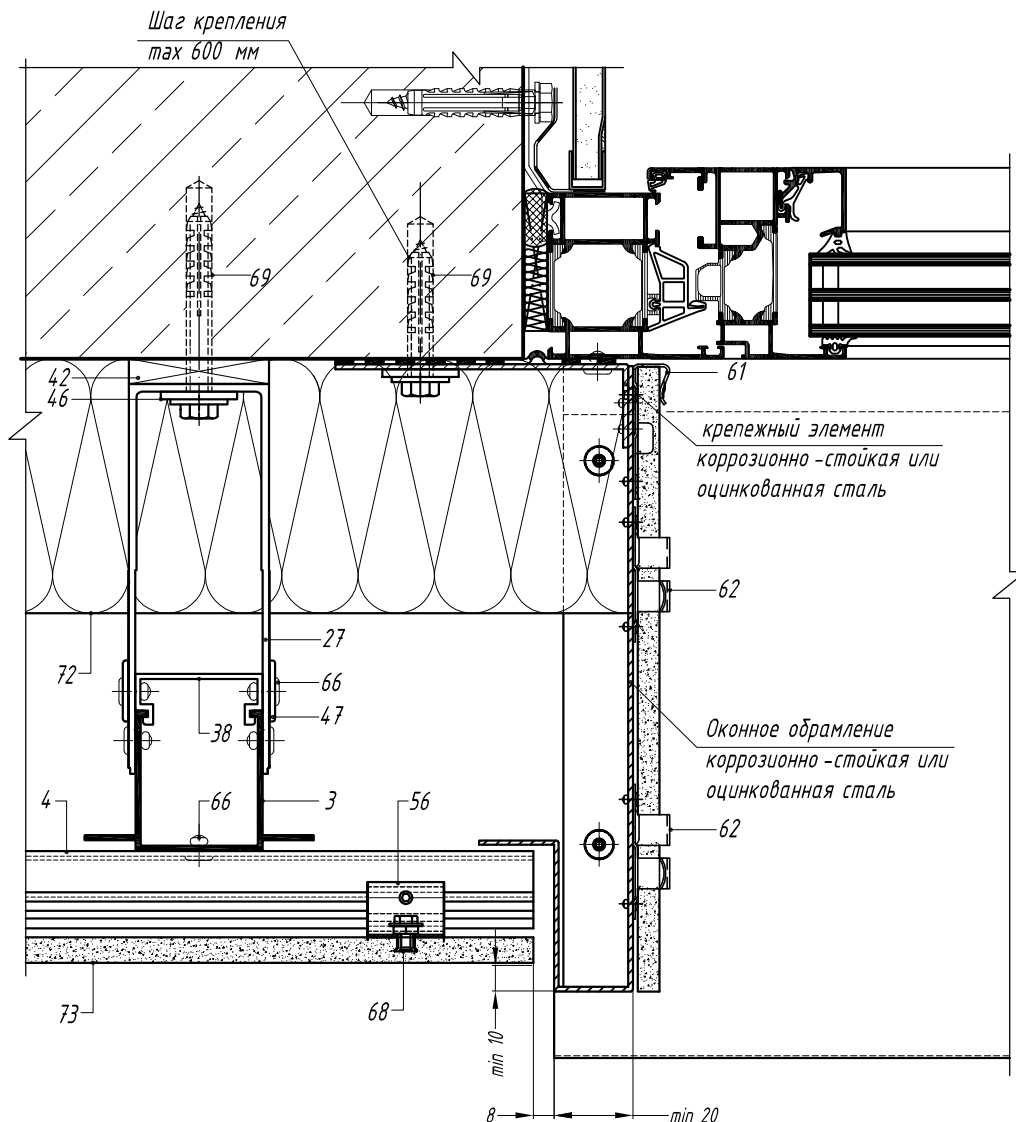 Шаг крепления
max 600 мм
69
69
42
46
61
крепежный элемент
коррозионно-стойкая или
оцинкованная сталь
62
27
72
66
47
38
Оконное обрамление
коррозионно-стойкая или
оцинкованная сталь
4
66
3
56
62
73
68
min 10
8
min 20